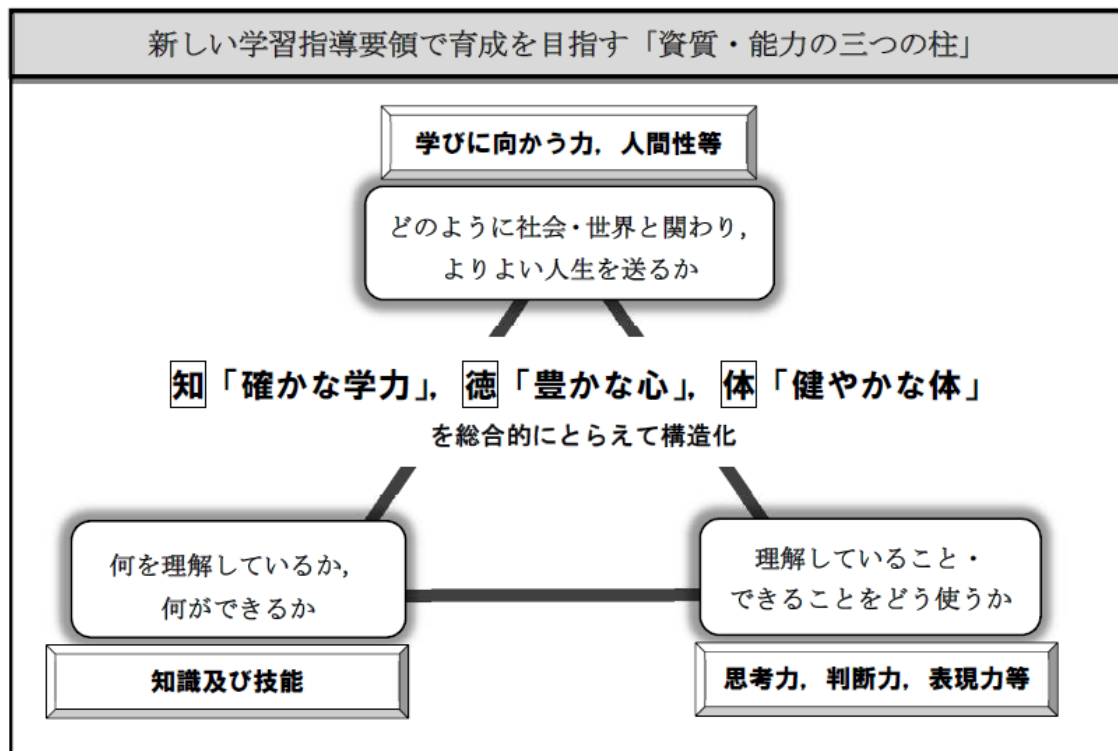 新しい学習指導要領で育成を目指す「資質・能力の三つの柱」
学びに向かう力，人間性等
どのように社会・世界と関わり，
よりよい人生を送るか
知「確かな学力」，徳「豊かな心」，体「健やかな体」
を総合的にとらえて構造化
何を理解しているか，
何ができるか
知識及び技能
理解していること・
できることをどう使うか
思考力，判断力，表現力等